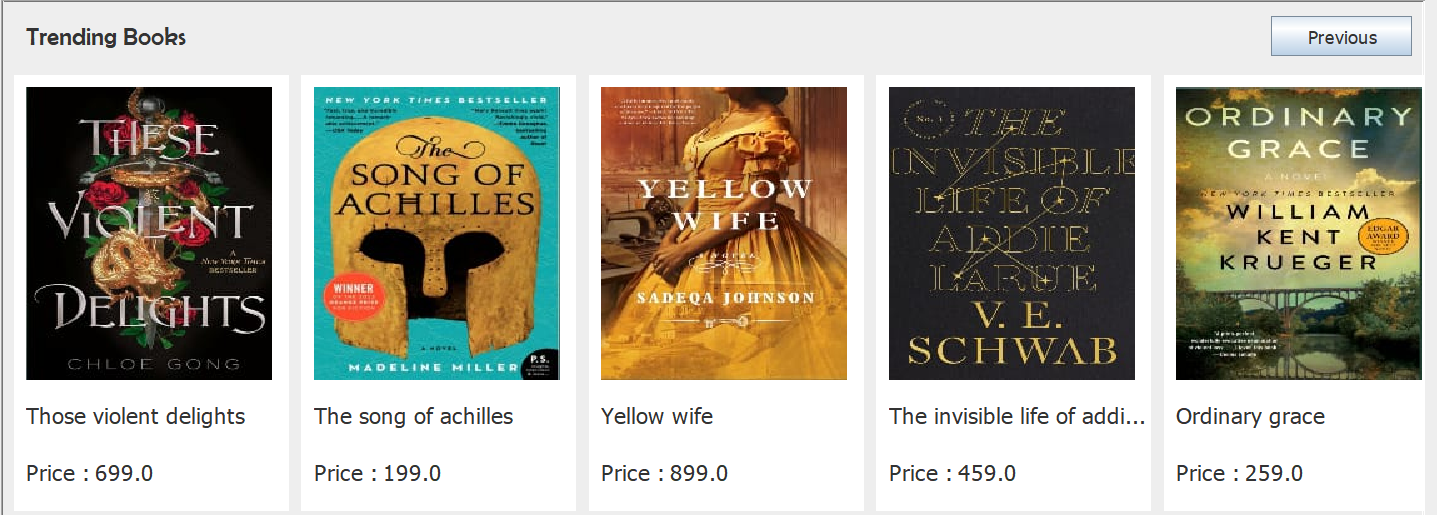 Trending Books
Previous
THESE
VIOLENT
A
NEW YORK TIMES
BESTSELLER
DELIGHTS
CHLOE GONG
Those violent delights
Price : 699.0
NEW YORK TIMES BESTSELLER
The
SONG OF
ACHILLES
WINNER
A NOVEL
P.S.
MADELINE MILLER
The song of achilles
Price : 199.0
YELLOW
WIFE
A NOVEL
SADEQA JOHNSON
Yellow wife
Price : 899.0
No. 1
THE
INVISIBLE
LIFE OF
ADDIE
LARUE
V. E.
SCHWAB
The invisible life of addi...
Price : 459.0
ORDINARY
GRACE
A NOVEL
NEW YORK TIMES BESTSELLER
WILLIAM
KENT
KRUEGER
EDGAR
AWARD
Ordinary grace
Price : 259.0